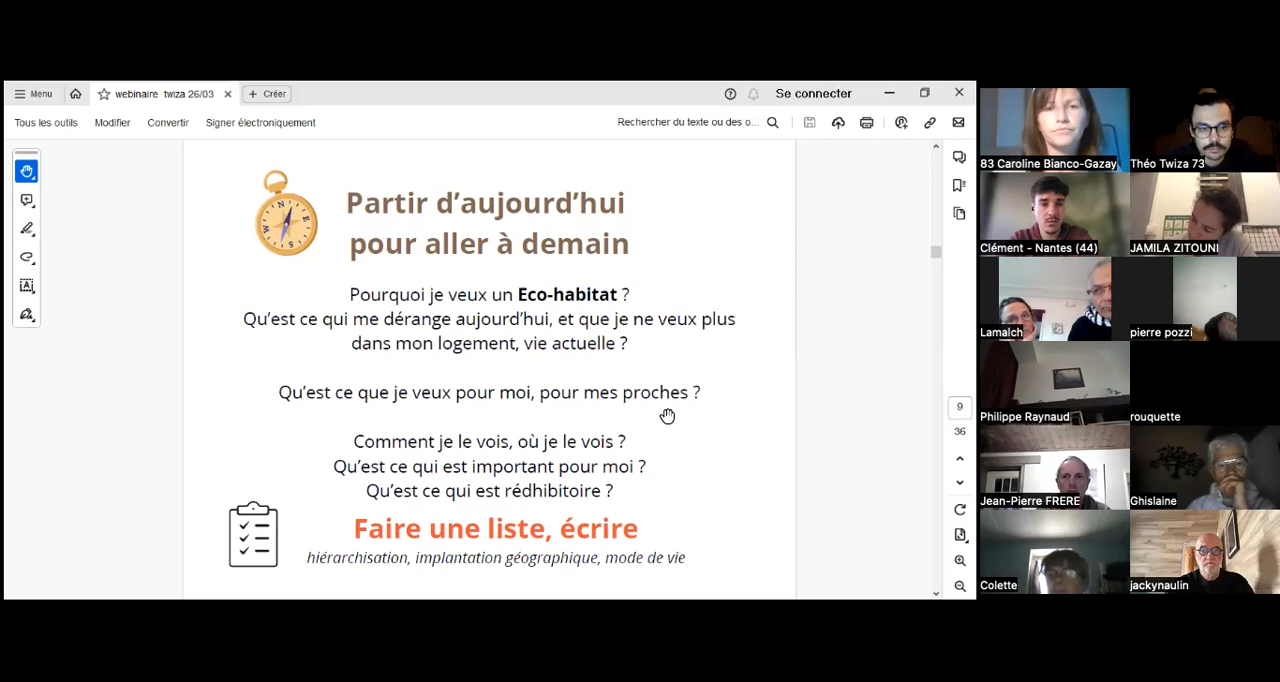 Menu
webinaire twiza 26/03
Créer
Se connecter
Tous les outils
Modifier
Convertir
Signer électroniquement
Rechercher du texte ou des o...
Partir d'aujourd'hui
pour aller à demain
Pourquoi je veux un Eco-habitat ?
Qu'est ce qui me dérange aujourd'hui, et que je ne veux plus
dans mon logement, vie actuelle ?
Qu'est ce que je veux pour moi, pour mes proches ?
Comment je le vois, où je le vois ?
Qu'est ce qui est important pour moi ?
Qu'est ce qui est rédhibitoire ?
Faire une liste, écrire
hiérarchisation, implantation géographique, mode de vie
9
36
83 Caroline Bianco-Gazay
Théo Twiza 73
Clément - Nantes (44)
JAMILA ZITOUNI
Lamalch
pierre pozzi
Philippe Raynaud
rouquette
Jean-Pierre FRERE
Ghislaine
Colette
jackynaulin